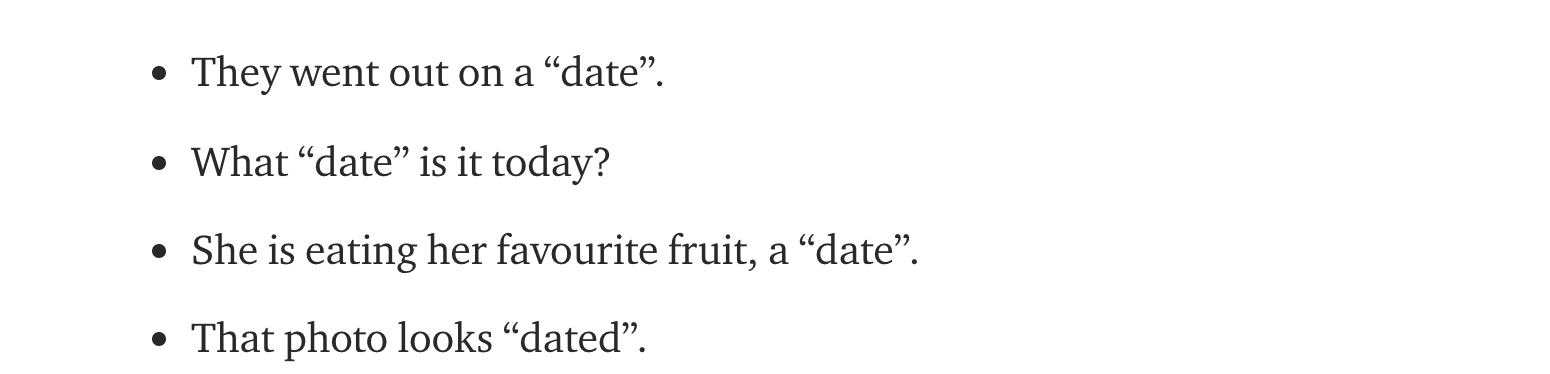 • They went out on a “date”.
• What “date” is it today?
• She is eating her favourite fruit, a “date”.
• That photo looks “dated”.